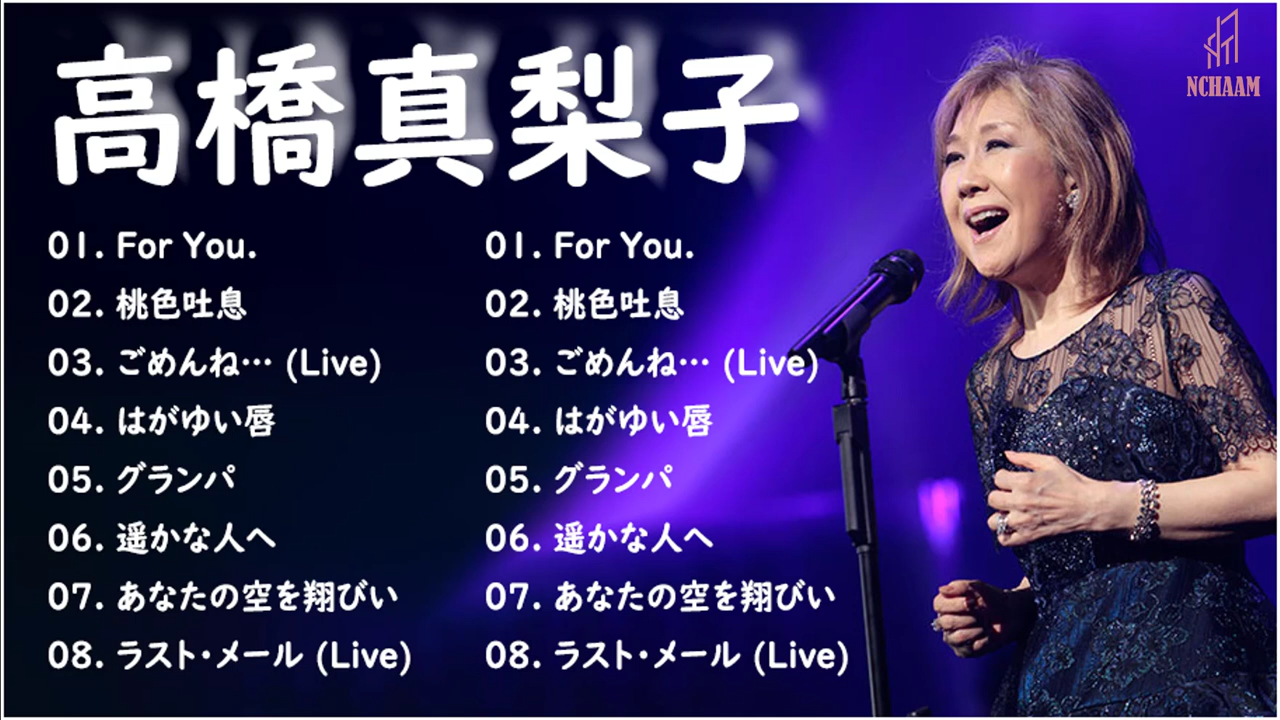 高橋真梨子
NCHAAM
01. For You.
02. 桃色吐息
03. ごめんね… (Live)
04. はがゆい唇
05. グランパ
06. 遥かな人へ
07. あなたの空を翔びい
08. ラスト・メール (Live)
01. For You.
02. 桃色吐息
03. ごめんね… (Live)
04. はがゆい唇
05. グランパ
06. 遥かな人へ
07. あなたの空を翔びい
08. ラスト・メール (Live)